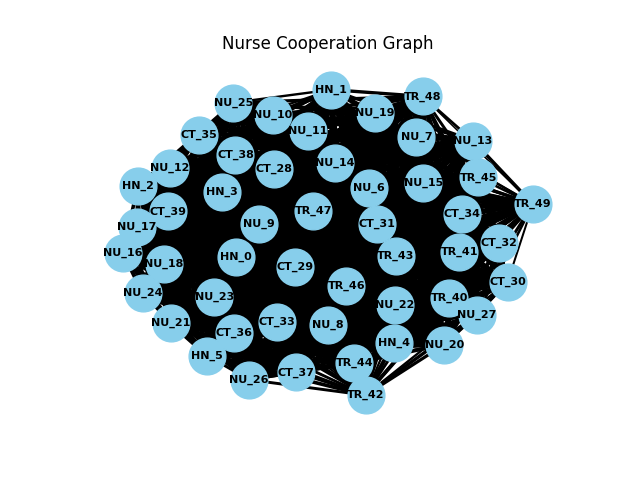 Nurse Cooperation Graph
HN_1
TR_48
NU_25
NU_10
NU_19
NU_11
CT_35
NU_7
NU_13
CT_38
NU_14
NU_12
CT_28
TR_45
NU_15
HN_2
NU_6
HN_3
TR_49
CT_39
TR_47
CT_34
NU_9
CT_31
NU_17
CT_32
NU_16
TR_41
TR_43
HN_0
NU_18
CT_29
CT_30
TR_46
NU_24
NU_23
TR_40
NU_22
NU_27
NU_21
CT_33
NU_8
CT_36
HN_4
NU_20
HN_5
TR_44
CT_37
NU_26
TR_42